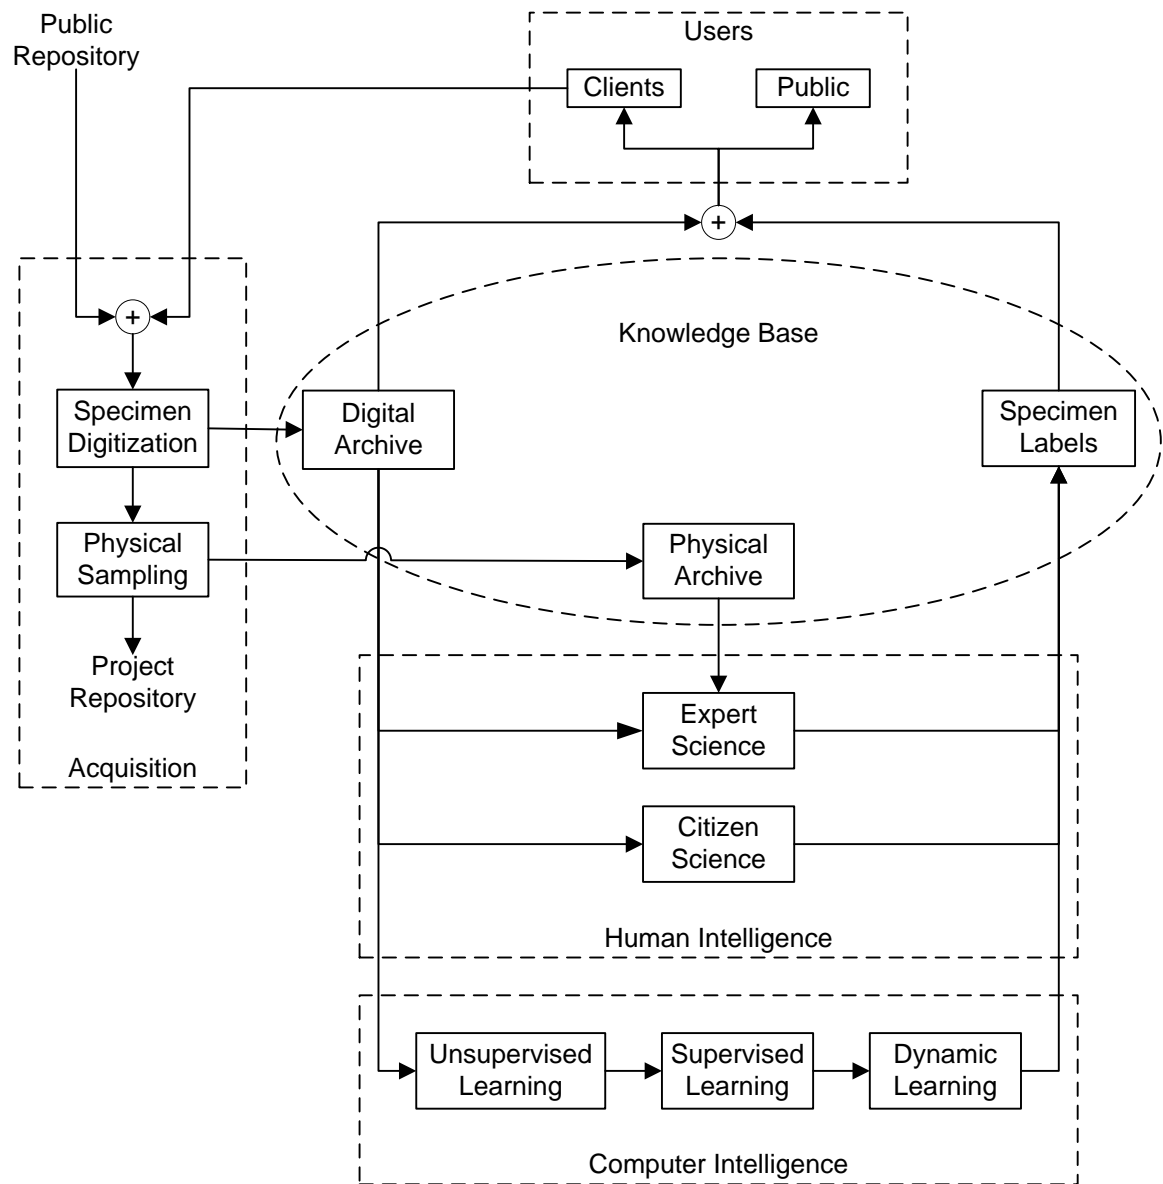 Public
Repository
Users
Clients
Public
+
+
Knowledge Base
Specimen
Digitization
Digital
Archive
Specimen
Labels
Physical
Sampling
Physical
Archive
Project
Repository
Acquisition
Expert
Science
Citizen
Science
Human Intelligence
Unsupervised
Learning
Supervised
Learning
Dynamic
Learning
Computer Intelligence